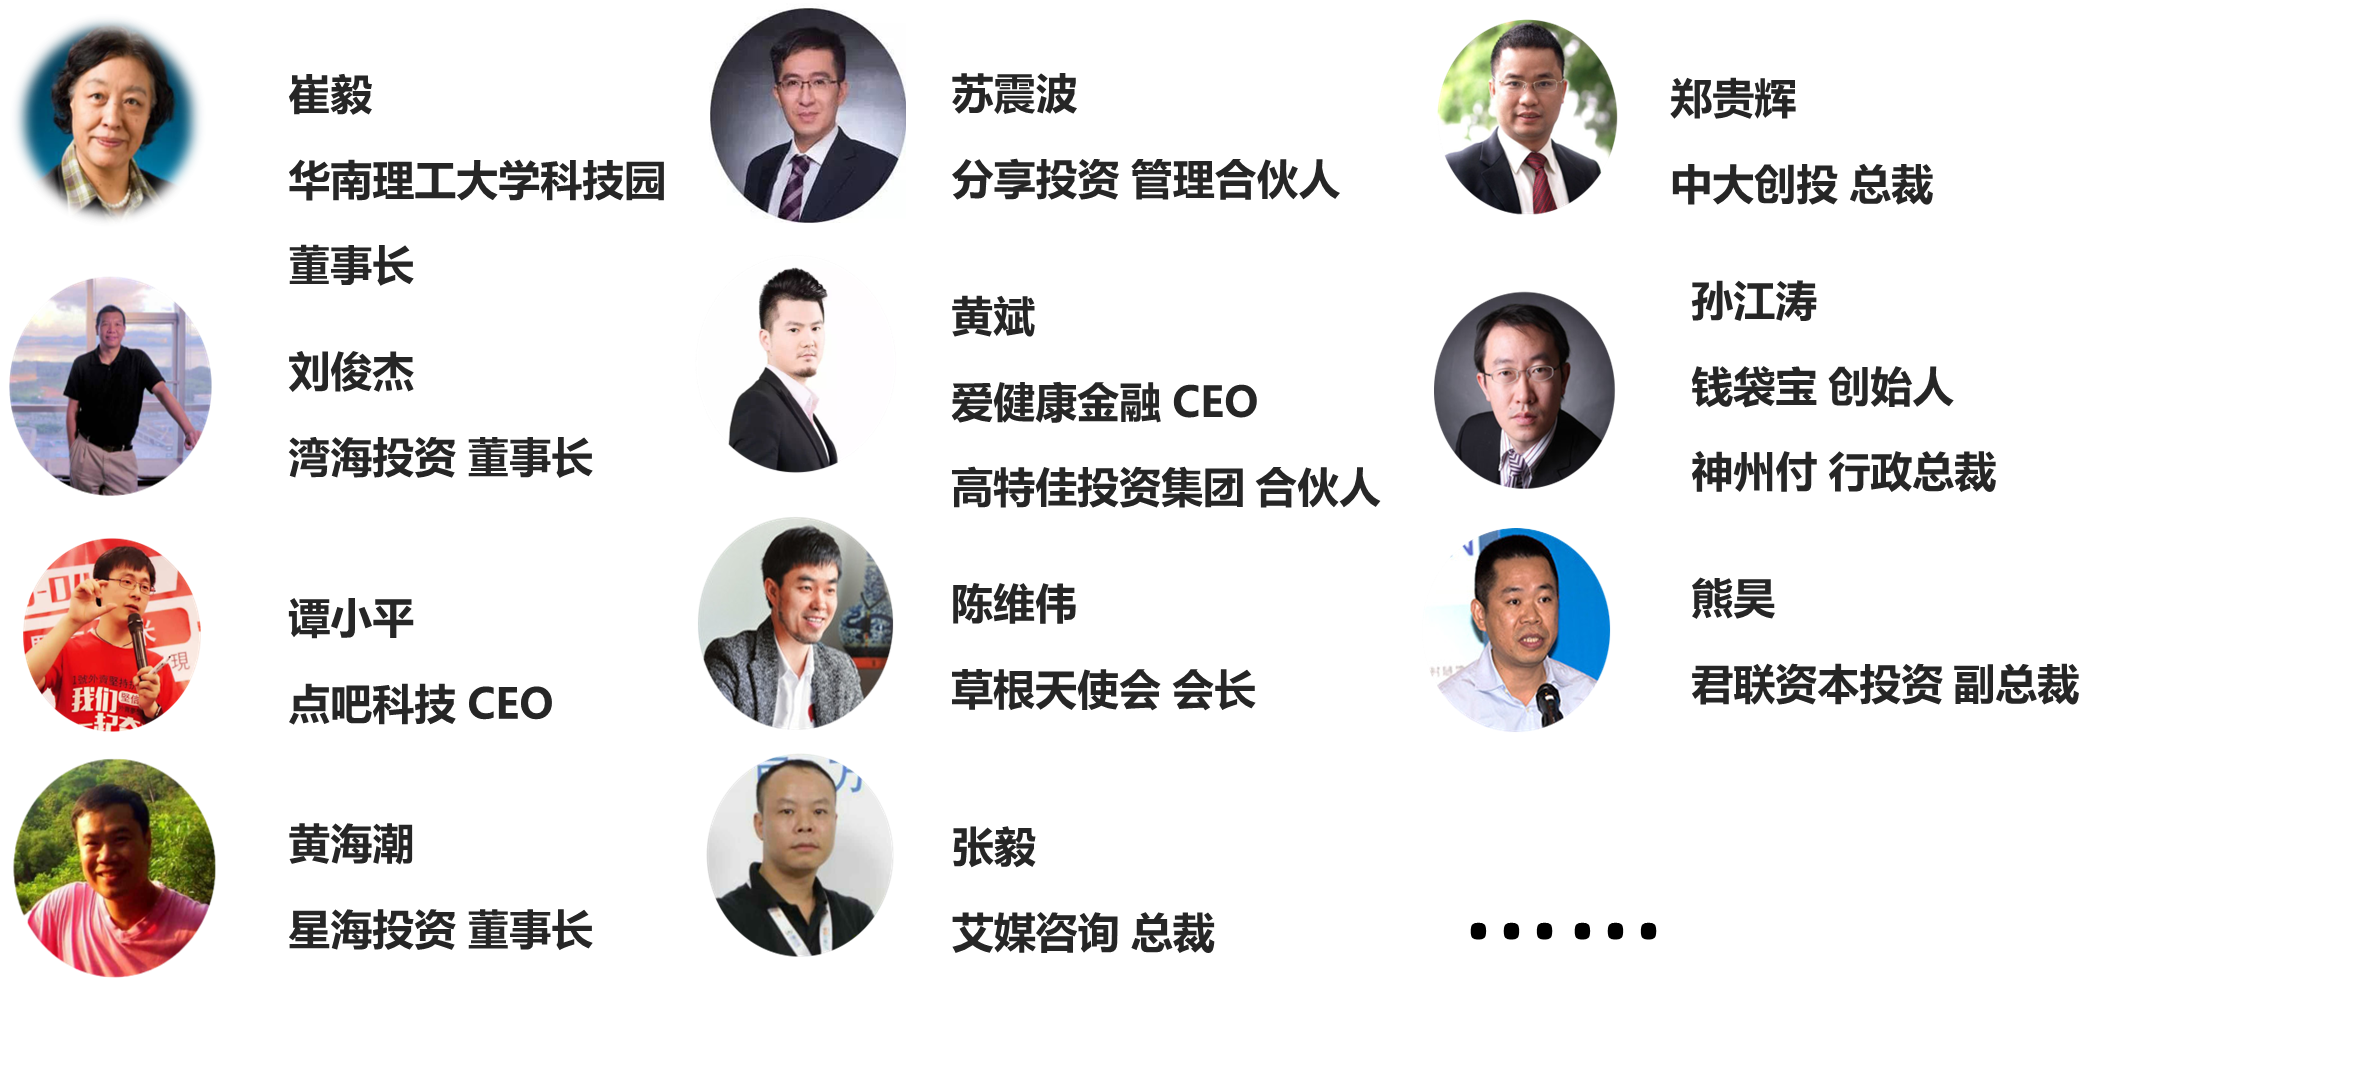 崔毅
华南理工大学科技园
董事长
苏震波
分享投资 管理合伙人
郑贵辉
中大创投 总裁
刘俊杰
湾海投资 董事长
黄斌
爱健康金融 CEO
高特佳投资集团 合伙人
孙江涛
钱袋宝 创始人
神州付 行政总裁
谭小平
点吧科技 CEO
我们
陈维伟
草根天使会 会长
熊昊
君联资本投资 副总裁
黄海潮
星海投资 董事长
张毅
艾媒咨询 总裁
······